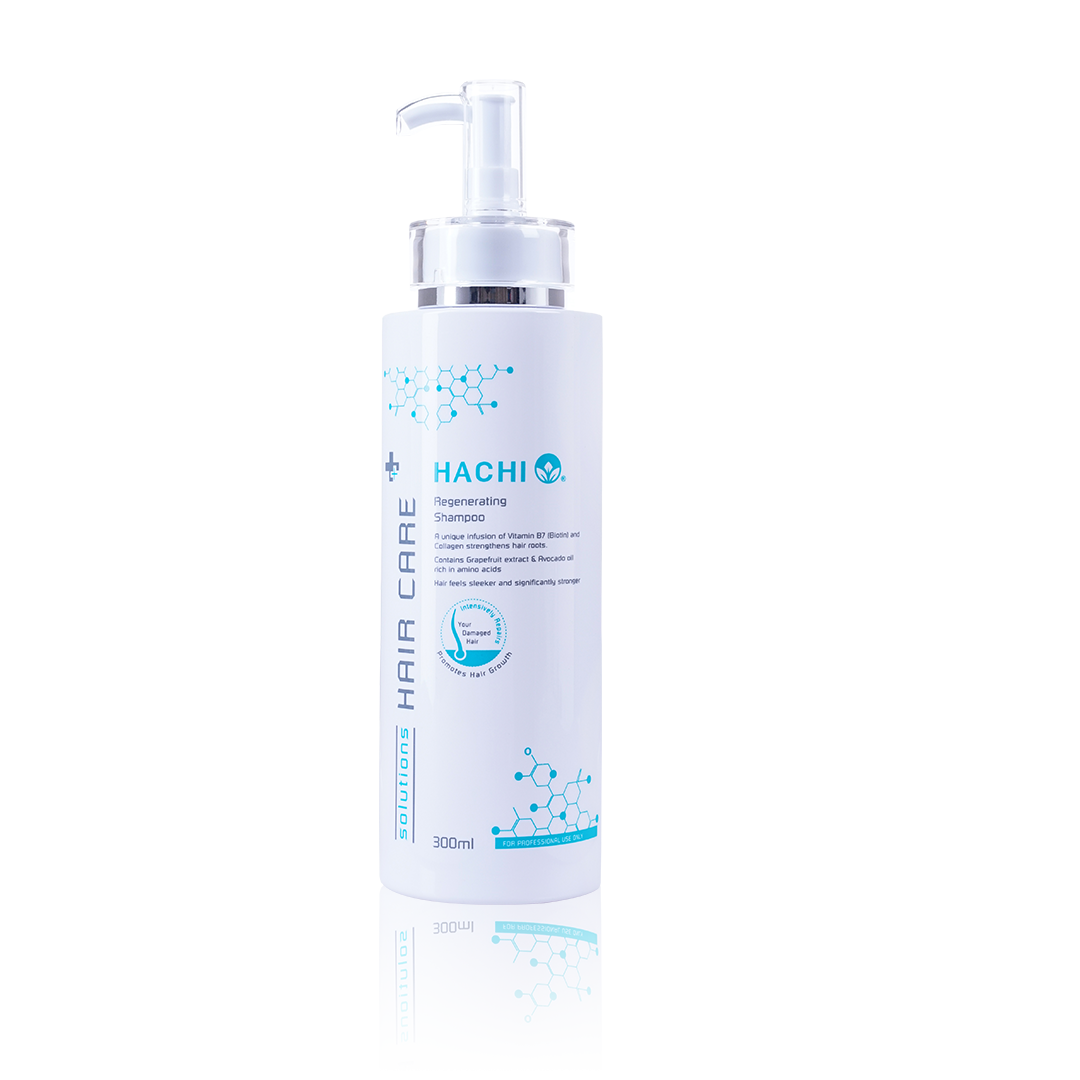 HACHI ®
Regenerating
Shampoo
A unique infusion of Vitamin B7 (Biotin) and
Collagen strengthens hair roots.
Contains Grapefruit extract & Avocado oil
rich in amino acids
Hair feels sleeker and significantly stronger
Intensively Repairs
Your
Damaged
Hair
Promotes Hair Growth
solutions HAIR CARE
O
300ml
FOR PROFESSIONAL USE ONLY